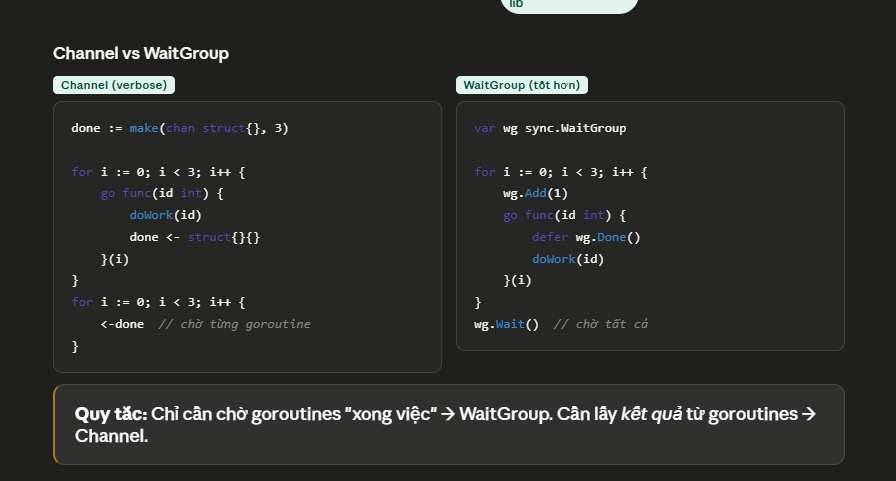 lib
Channel vs WaitGroup
Channel (verbose)
done := make(chan struct{}, 3)
for i := 0; i < 3; i++ {
    go func(id int) {
        doWork(id)
        done <- struct{}{}
    }(i)
}
for i := 0; i < 3; i++ {
    <-done  // chờ từng goroutine
}
WaitGroup (tốt hơn)
var wg sync.WaitGroup
for i := 0; i < 3; i++ {
    wg.Add(1)
    go func(id int) {
        defer wg.Done()
        doWork(id)
    }(i)
}
wg.Wait()  // chờ tất cả
Quy tắc: Chỉ cần chờ goroutines "xong việc" → WaitGroup. Cần lấy kết quả từ goroutines →
Channel.